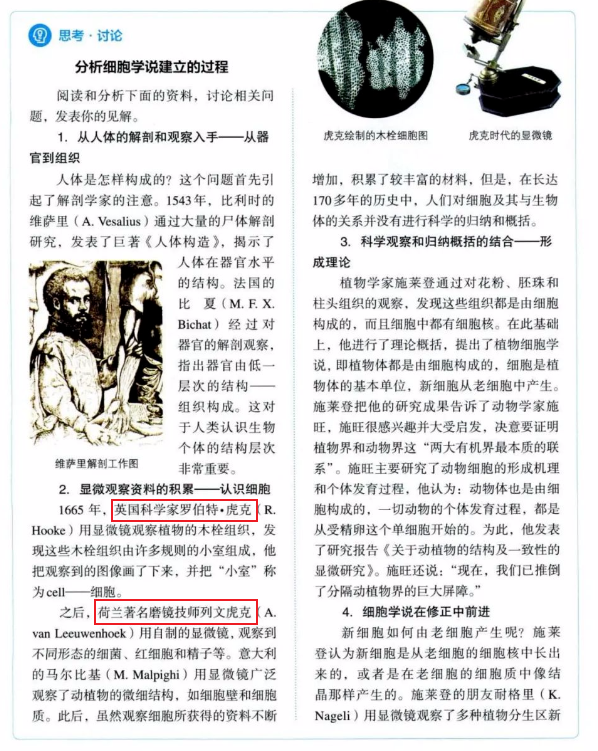 思考·讨论
分析细胞学说建立的过程
阅读和分析下面的资料，讨论相关问
题，发表你的见解。
1. 从人体的解剖和观察入手——从器
官到组织
人体是怎样构成的？这个问题首先引
起了解剖学家的注意。1543年，比利时的
维萨里（A. Vesalius）通过大量的尸体解剖
研究，发表了巨著《人体构造》，揭示了
人体在器官水平
的结构。法国的
比 夏（M. F. X.
Bichat）经过对
器官的解剖观察，
指出器官由低一
层次的结构——
组织构成。这对
于人类认识生物
个体的结构层次
非常重要。
维萨里解剖工作图
2. 显微观察资料的积累——认识细胞
1665 年，英国科学家罗伯特·虎克（R.
Hooke）用显微镜观察植物的木栓组织，发
现这些木栓组织由许多规则的小室组成，他
把观察到的图像画了下来，并把“小室”称
为cell——细胞。
之后，荷兰著名磨镜技师列文虎克（A.
van Leeuwenhoek）用自制的显微镜，观察到
不同形态的细菌、红细胞和精子等。意大利
的马尔比基（M. Malpighi）用显微镜广泛
观察了动植物的微细结构，如细胞壁和细胞
质。此后，虽然观察细胞所获得的资料不断
虎克绘制的木栓细胞图
虎克时代的显微镜
增加，积累了较丰富的材料，但是，在长达
170多年的历史中，人们对细胞及其与生物
体的关系并没有进行科学的归纳和概括。
3. 科学观察和归纳概括的结合——形
成理论
植物学家施莱登通过对花粉、胚珠和
柱头组织的观察，发现这些组织都是由细胞
构成的，而且细胞中都有细胞核。在此基础
上，他进行了理论概括，提出了植物细胞学
说，即植物体都是由细胞构成的，细胞是植
物体的基本单位，新细胞从老细胞中产生。
施莱登把他的研究成果告诉了动物学家施
旺，施旺很感兴趣并大受启发，决意要证明
植物界和动物界这“两大有机界最本质的联
系”。施旺主要研究了动物细胞的形成机理
和个体发育过程，他认为：动物体也是由细
胞构成的，一切动物的个体发育过程，都是
从受精卵这个单细胞开始的。为此，他发表
了研究报告《关于动植物的结构及一致性的
显微研究》。施旺还说：“现在，我们已推倒
了分隔动植物界的巨大屏障。”
4. 细胞学说在修正中前进
新细胞如何由老细胞产生呢？施莱
登认为新细胞是从老细胞的细胞核中长出
来的，或者是在老细胞的细胞质中像结
晶那样产生的。施莱登的朋友耐格里（K.
Nageli）用显微镜观察了多种植物分生区新